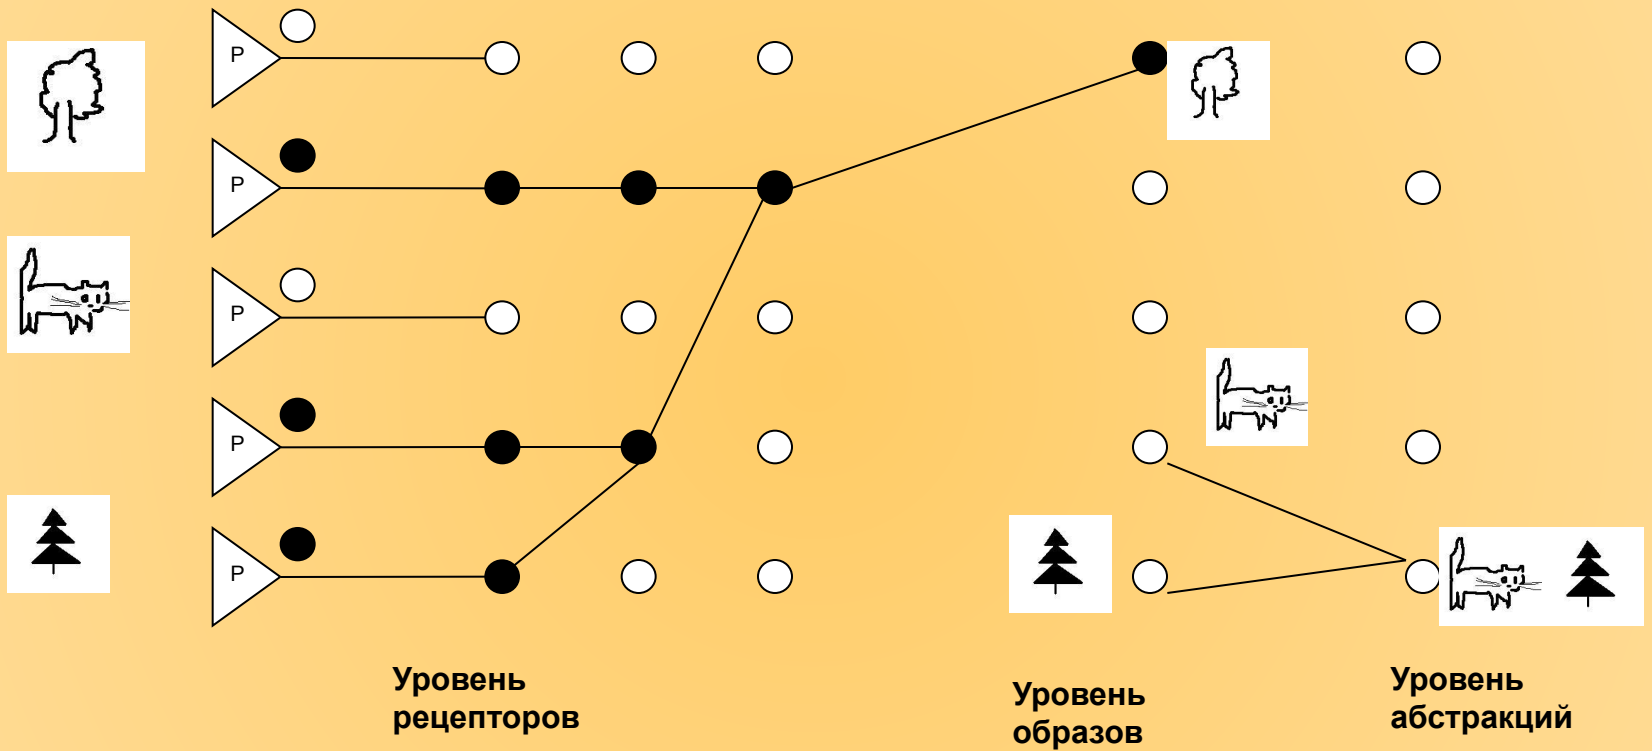 Р
Р
Р
Р
Р
Уровень
рецепторов
Уровень
образов
Уровень
абстракций